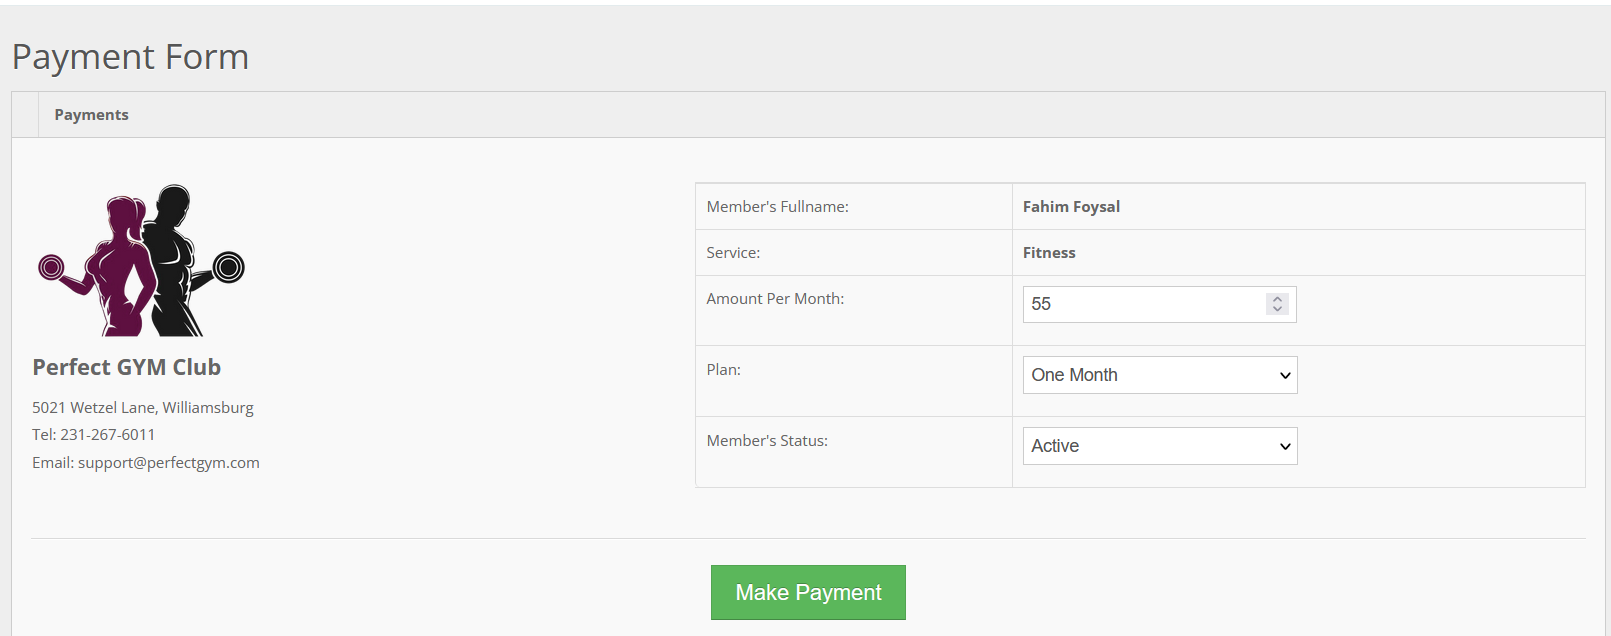 Payment Form
Payments
Perfect GYM Club
5021 Wetzel Lane, Williamsburg
Tel: 231-267-6011
Email: support@perfectgym.com
Member's Fullname: Fahim Foysal
Service: Fitness
Amount Per Month: 55
Plan: One Month
Member's Status: Active
Make Payment